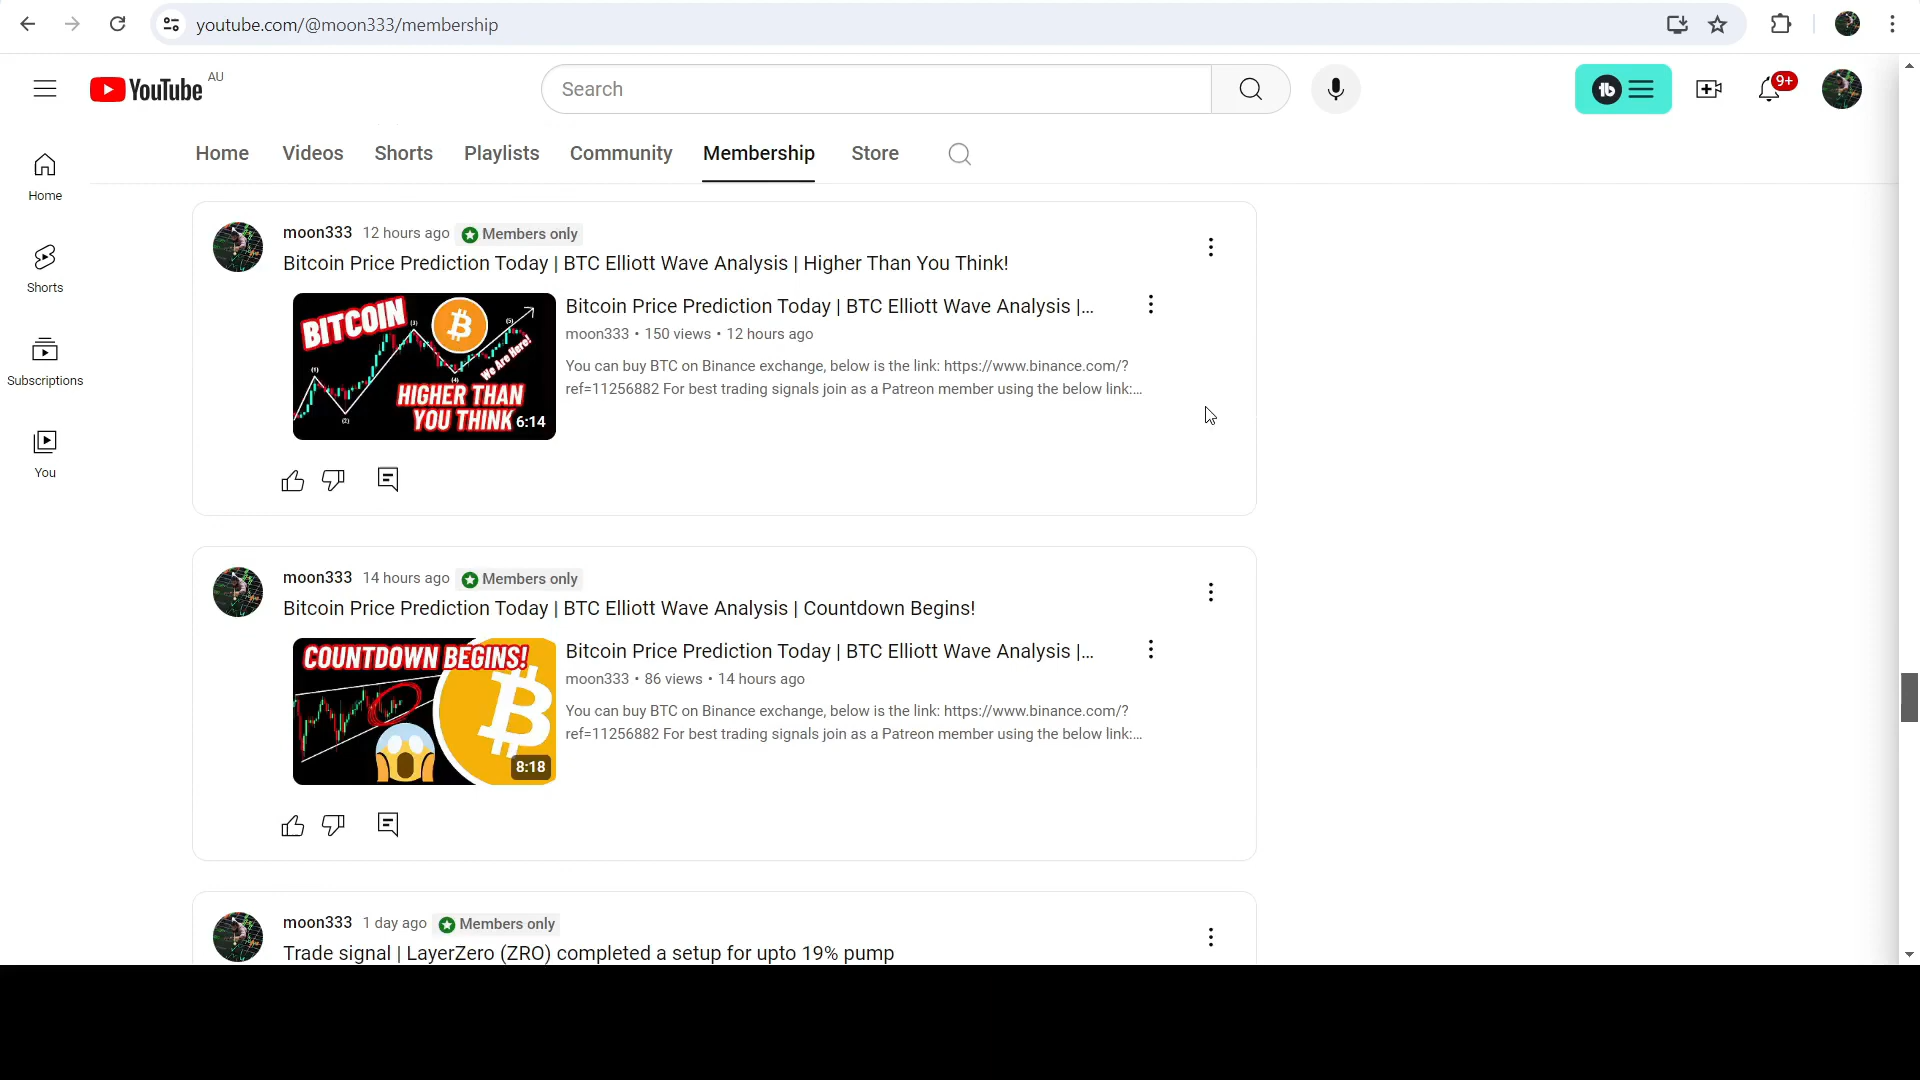 youtube.com/@moon333/membership
YouTube AU
Search
9+
Home
Videos
Shorts
Playlists
Community
Membership
Store
Home
Shorts
Subscriptions
You
moon333 12 hours ago Members only
Bitcoin Price Prediction Today | BTC Elliott Wave Analysis | Higher Than You Think!
BITCOIN
(1)
(2)
(3)
(4)
(5)
We Are Here!
HIGHER THAN
YOU THINK
6:14
Bitcoin Price Prediction Today | BTC Elliott Wave Analysis |...
moon333 • 150 views • 12 hours ago
You can buy BTC on Binance exchange, below is the link: https://www.binance.com/?
ref=11256882 For best trading signals join as a Patreon member using the below link:...
moon333 14 hours ago Members only
Bitcoin Price Prediction Today | BTC Elliott Wave Analysis | Countdown Begins!
COUNTDOWN BEGINS!
8:18
Bitcoin Price Prediction Today | BTC Elliott Wave Analysis |...
moon333 • 86 views • 14 hours ago
You can buy BTC on Binance exchange, below is the link: https://www.binance.com/?
ref=11256882 For best trading signals join as a Patreon member using the below link:...
moon333 1 day ago Members only
Trade signal | LayerZero (ZRO) completed a setup for upto 19% pump